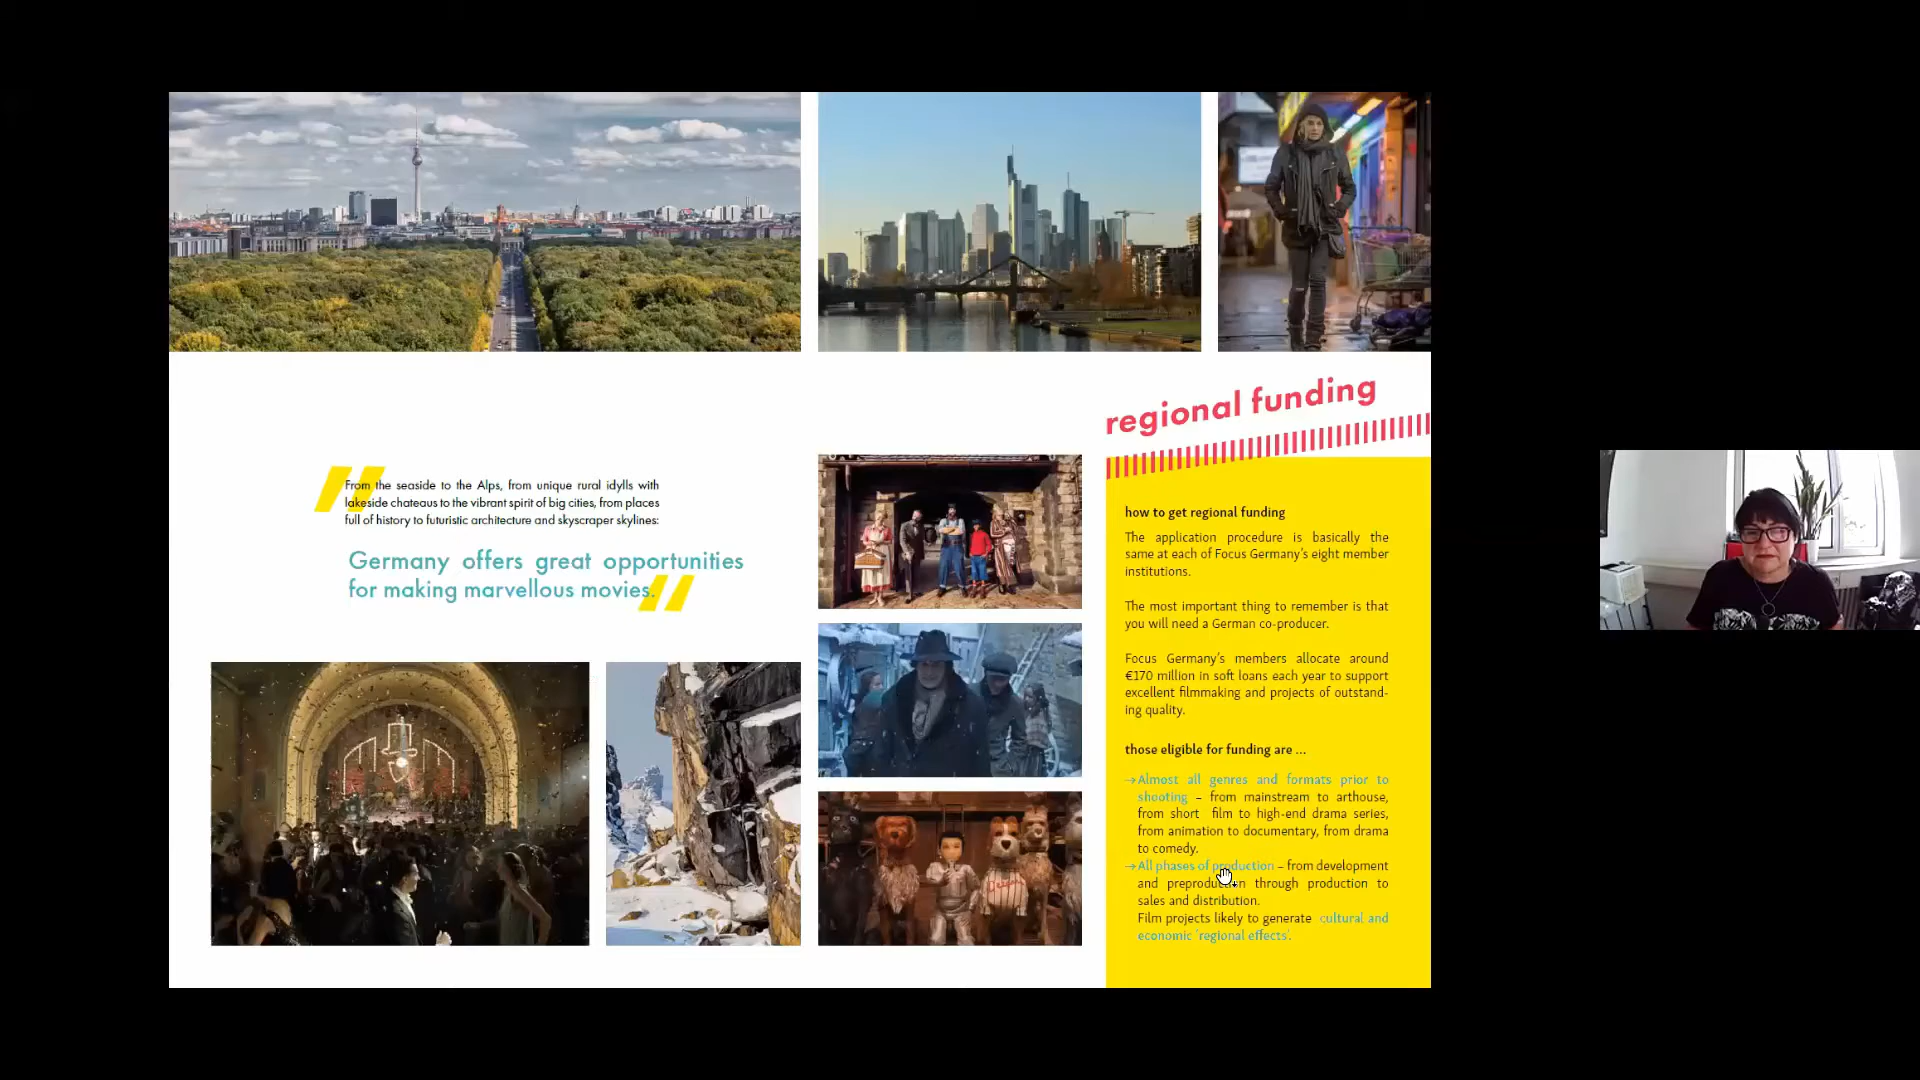 regional funding
From the seaside to the Alps, from unique rural idylls with
lakeside chateaus to the vibrant spirit of big cities, from places
full of history to futuristic architecture and skyscraper skylines:
Germany offers great opportunities
for making marvellous movies.
how to get regional funding
The application procedure is basically the
same at each of Focus Germany's eight member
institutions.
The most important thing to remember is that
you will need a German co-producer.
Focus Germany's members allocate around
€170 million in soft loans each year to support
excellent filmmaking and projects of outstand-
ing quality.
those eligible for funding are ...
→Almost all genres and formats prior to
shooting – from mainstream to arthouse,
from short film to high-end drama series,
from animation to documentary, from drama
to comedy.
→All phases of production – from development
and preproduction through production to
sales and distribution.
Film projects likely to generate cultural and
economic 'regional effects'.